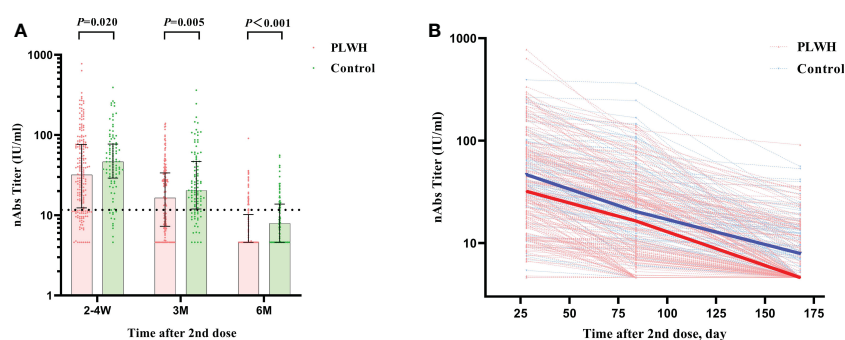 P=0.020
P=0.005
P＜0.001
A
PLWH
Control
1000
100
10
1
nAbs Titer (IU/ml)
2-4W
3M
6M
Time after 2nd dose
B
PLWH
Control
1000
100
10
nAbs Titer (IU/ml)
25
50
75
100
125
150
175
Time after 2nd dose, day